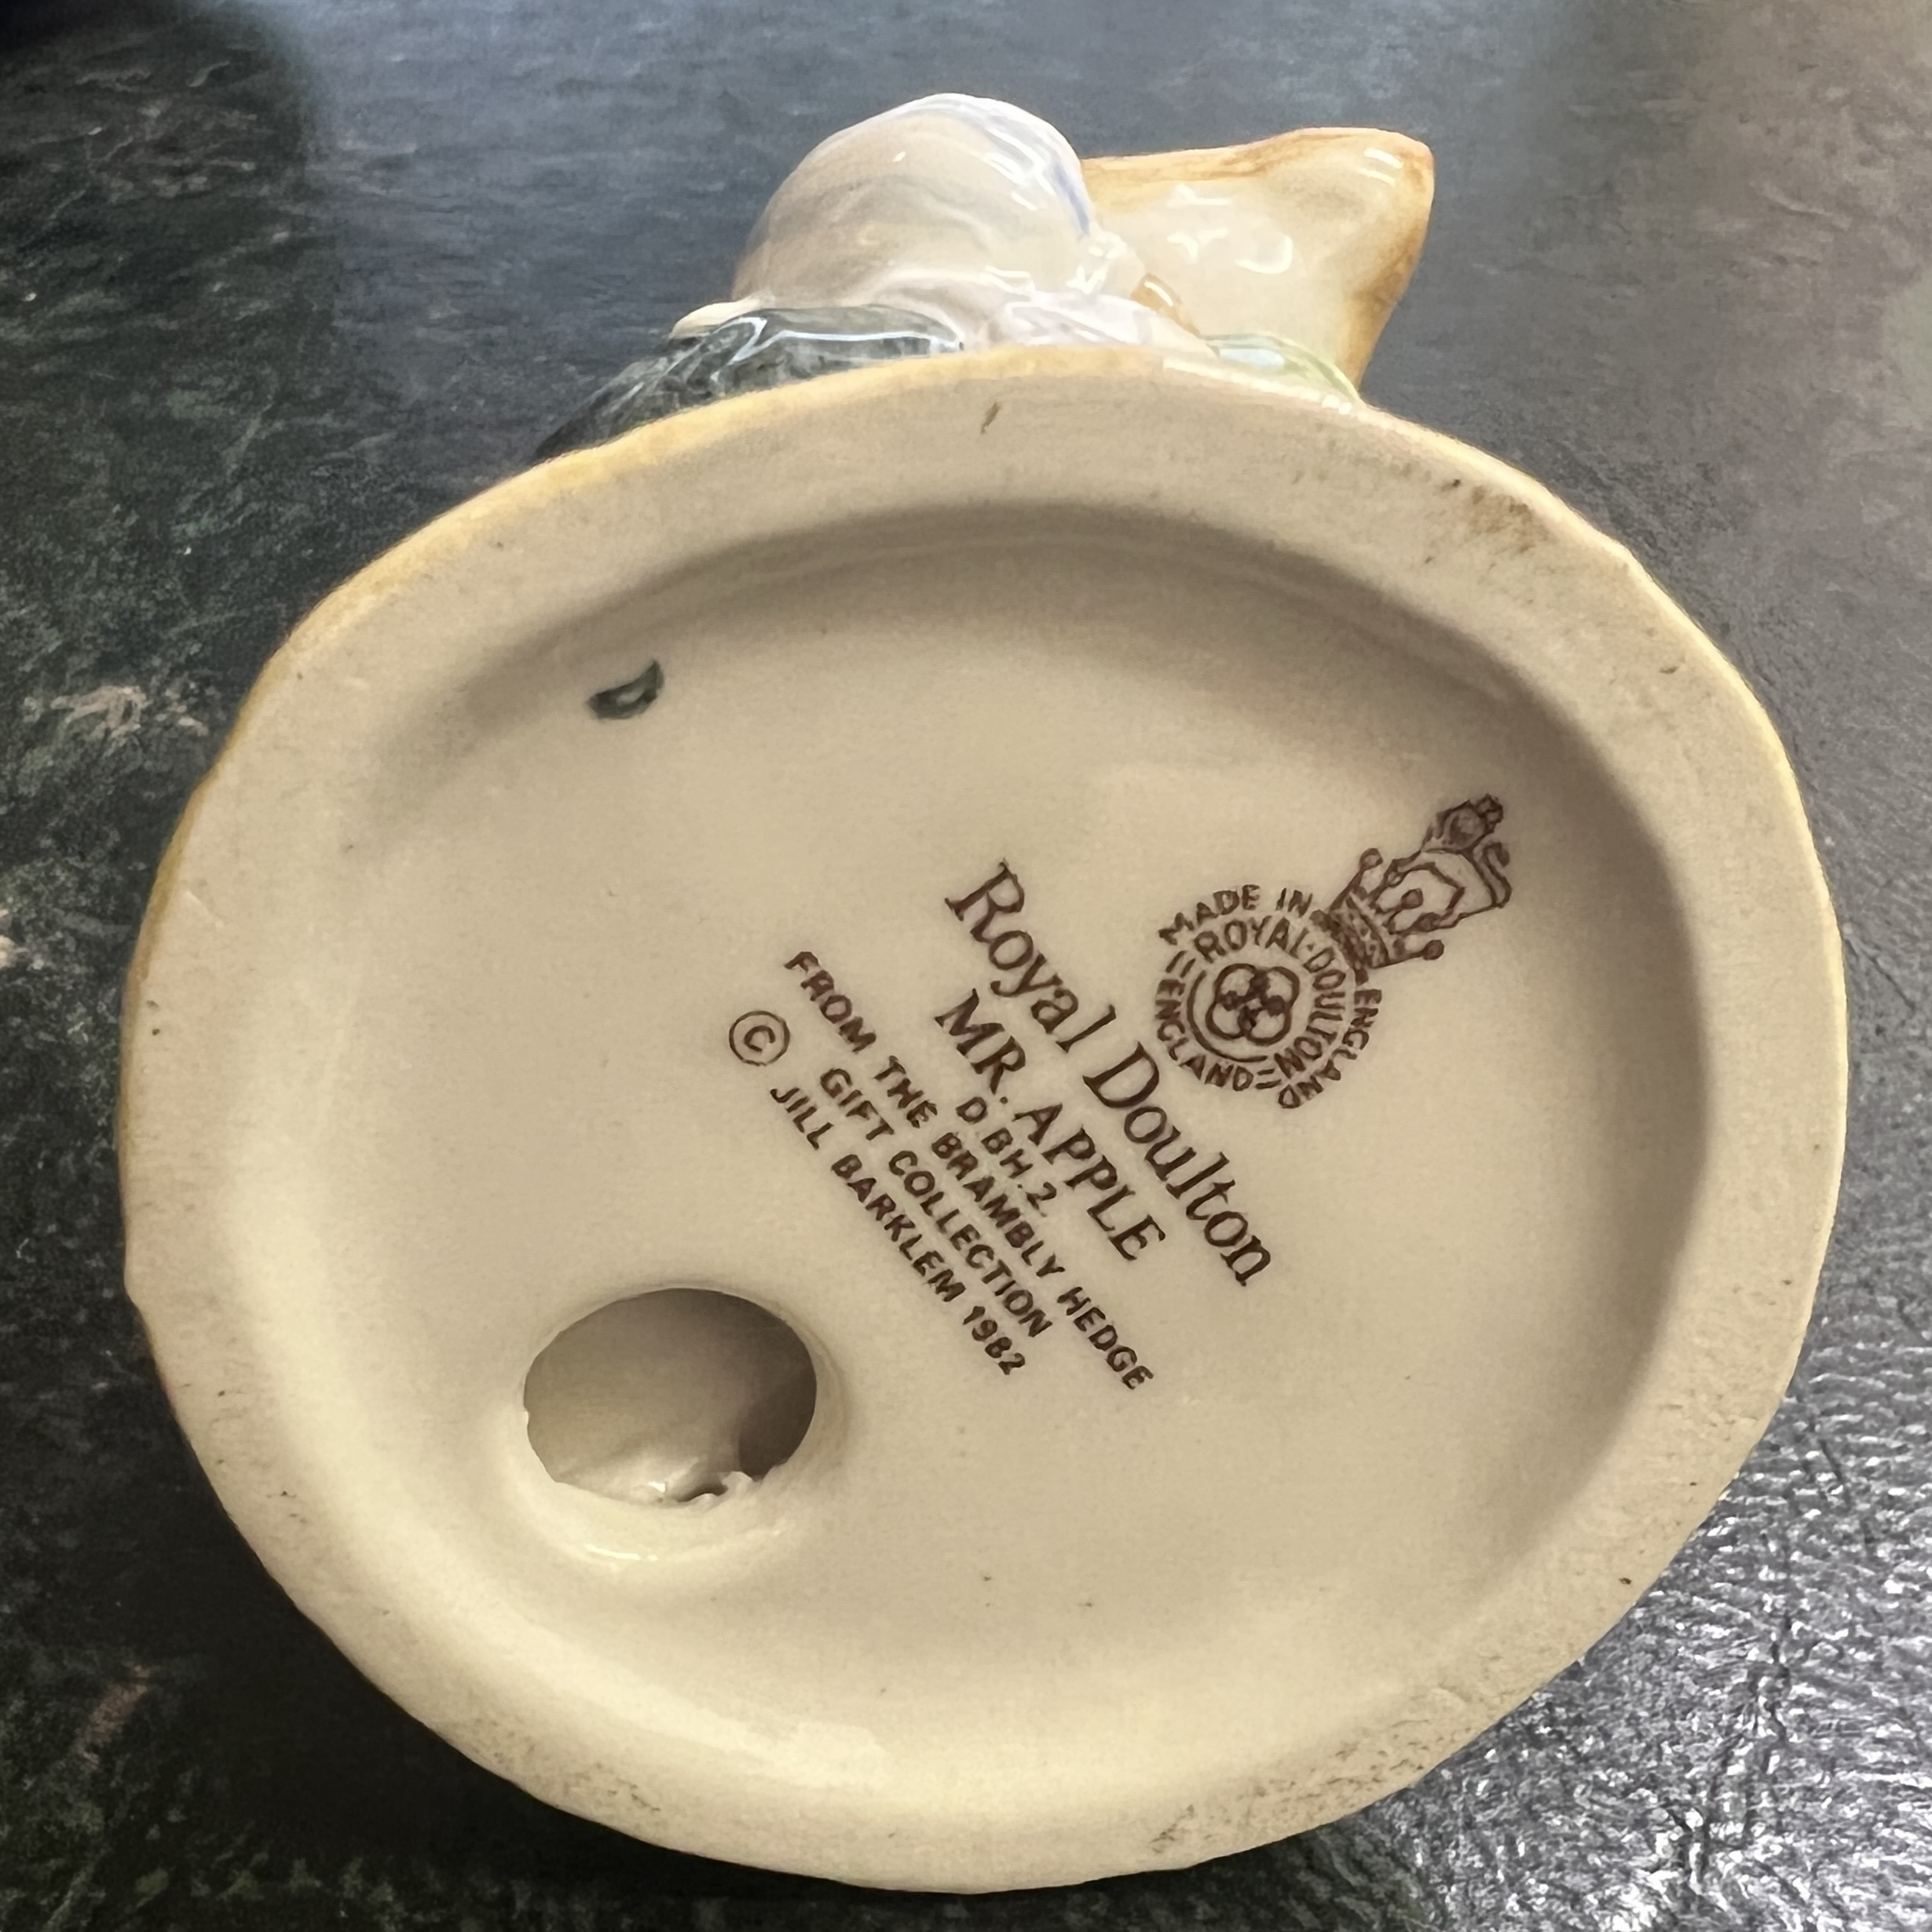 MADE IN ENGLAND
ROYAL·DOULTON
ENGLAND
Royal Doulton
MR. APPLE
D.BH.2
FROM THE BRAMBLY HEDGE
GIFT COLLECTION
© JILL BARKLEM 1982